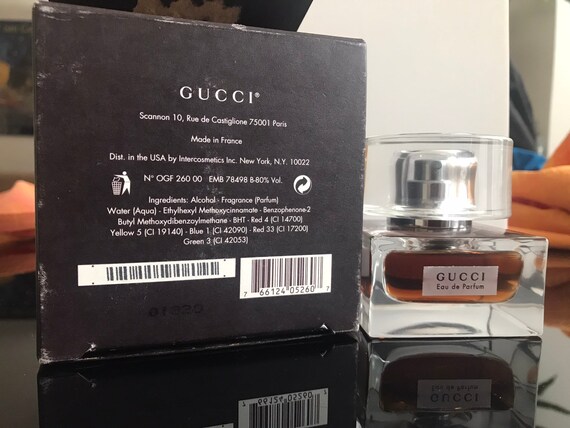 GUCCI®
Scannon 10, Rue de Castiglione 75001 Paris
Made in France
Dist. in the USA by Intercosmetics Inc. New York, N.Y. 10022
N° OGF 260 00 EMB 78498 B-80% Vol.
Ingredients: Alcohol - Fragrance (Parfum)
Water (Aqua) - Ethylhexyl Methoxycinnamate - Benzophenone-2
Butyl Methoxydibenzoylmethane - BHT - Red 4 (CI 14700)
Yellow 5 (CI 19140) - Blue 1 (CI 42090) - Red 33 (CI 17200)
Green 3 (CI 42053)
7 66124 05260 7
GUCCI
Eau de Parfum